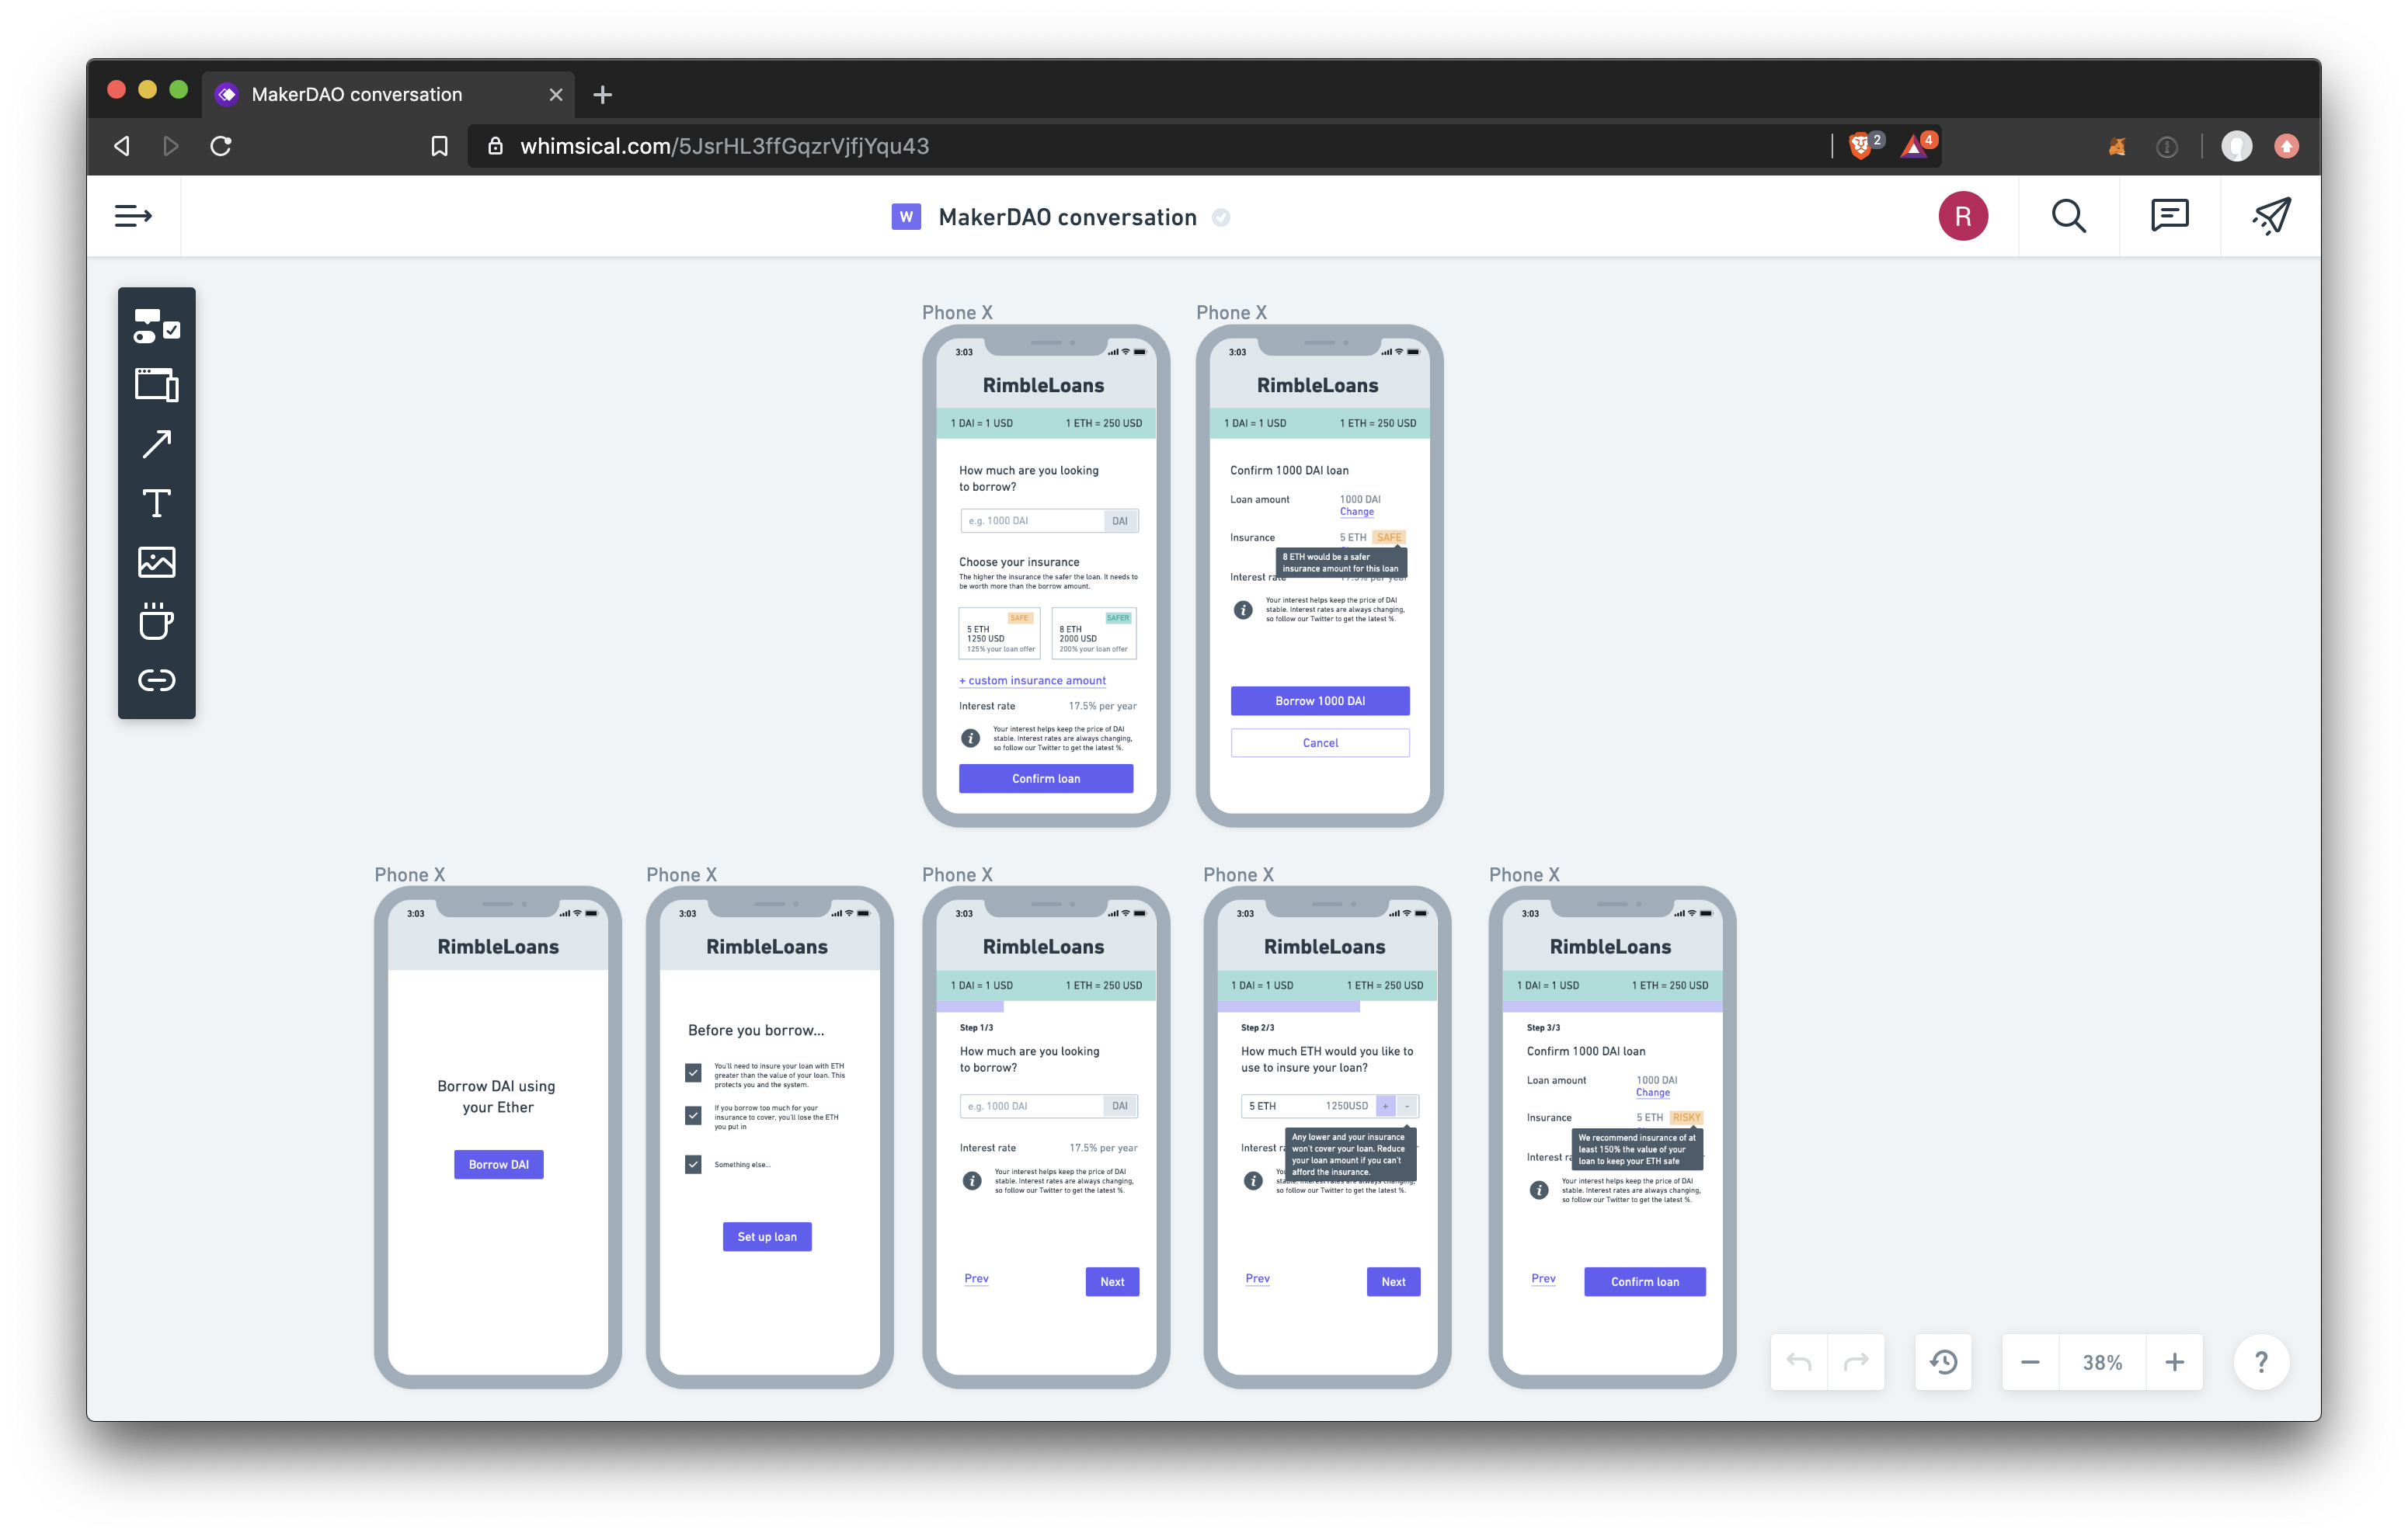 MakerDAO conversation
whimsical.com/5JsrHL3ffGqzrVjfjYqu43
2
4
W MakerDAO conversation
R
Phone X
3:03
RimbleLoans
1 DAI = 1 USD 1 ETH = 250 USD
How much are you looking
to borrow?
e.g. 1000 DAI DAI
Choose your insurance
The higher the insurance the safer the loan. It needs to
be worth more than the borrow amount.
SAFE
5 ETH
1250 USD
125% your loan offer
SAFER
8 ETH
2000 USD
200% your loan offer
+ custom insurance amount
Interest rate 17.5% per year
Your interest helps keep the price of DAI
stable. Interest rates are always changing,
so follow our Twitter to get the latest %.
Confirm loan
Phone X
3:03
RimbleLoans
1 DAI = 1 USD 1 ETH = 250 USD
Confirm 1000 DAI loan
Loan amount 1000 DAI
Change
Insurance 5 ETH SAFE
8 ETH would be a safer
insurance amount for this loan
Interest rate 17.5% per year
Your interest helps keep the price of DAI
stable. Interest rates are always changing,
so follow our Twitter to get the latest %.
Borrow 1000 DAI
Cancel
Phone X
3:03
RimbleLoans
Borrow DAI using
your Ether
Borrow DAI
Phone X
3:03
RimbleLoans
Before you borrow...
You'll need to insure your loan with ETH
greater than the value of your loan. This
protects you and the system.
If you borrow too much for your
insurance to cover, you'll lose the ETH
you put in
Something else...
Set up loan
Phone X
3:03
RimbleLoans
1 DAI = 1 USD 1 ETH = 250 USD
Step 1/3
How much are you looking
to borrow?
e.g. 1000 DAI DAI
Interest rate 17.5% per year
Your interest helps keep the price of DAI
stable. Interest rates are always changing,
so follow our Twitter to get the latest %.
Prev Next
Phone X
3:03
RimbleLoans
1 DAI = 1 USD 1 ETH = 250 USD
Step 2/3
How much ETH would you like to
use to insure your loan?
5 ETH 1250USD + -
Any lower and your insurance
won't cover your loan. Reduce
your loan amount if you can't
afford the insurance.
Interest
stable. Interest rates are always changing,
so follow our Twitter to get the latest %.
Prev Next
Phone X
3:03
RimbleLoans
1 DAI = 1 USD 1 ETH = 250 USD
Step 3/3
Confirm 1000 DAI loan
Loan amount 1000 DAI
Change
Insurance 5 ETH RISKY
We recommend insurance of at
least 150% the value of your
loan to keep your ETH safe
Interest
Your interest helps keep the price of DAI
stable. Interest rates are always changing,
so follow our Twitter to get the latest %.
Prev Confirm loan
38%
?